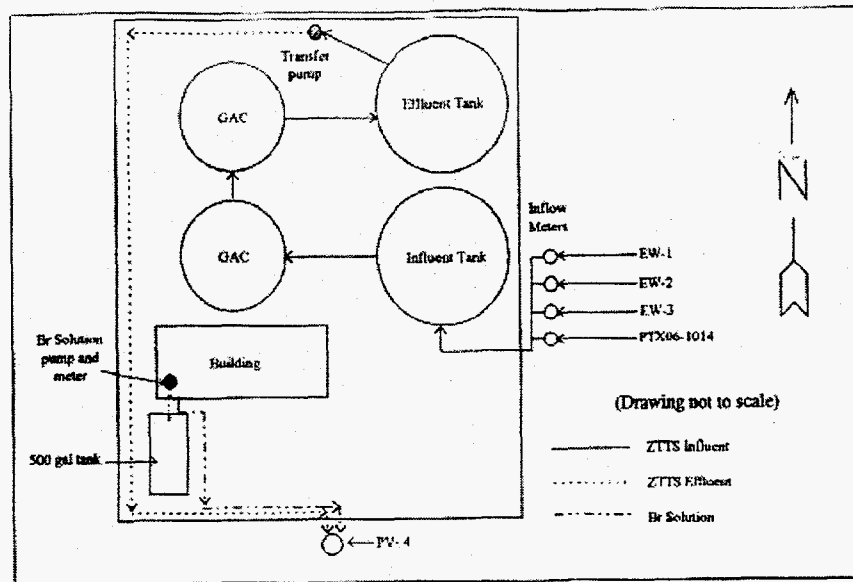 Transfer
pump
GAC
Effluent Tank
N
Inflow
Meters
GAC
Influent Tank
EW-1
EW-2
EW-3
PTX06-1014
Br Solution
pump and
meter
Building
(Drawing not to scale)
500 gal tank
ZTTS Influent
ZTTS Effluent
Br Solution
PV-4